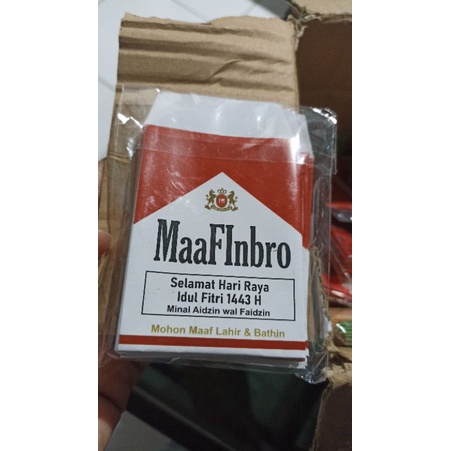 MaaFInbro
Selamat Hari Raya
Idul Fitri 1443 H
Minal Aidzin wal Faidzin
Mohon Maaf Lahir & Bathin